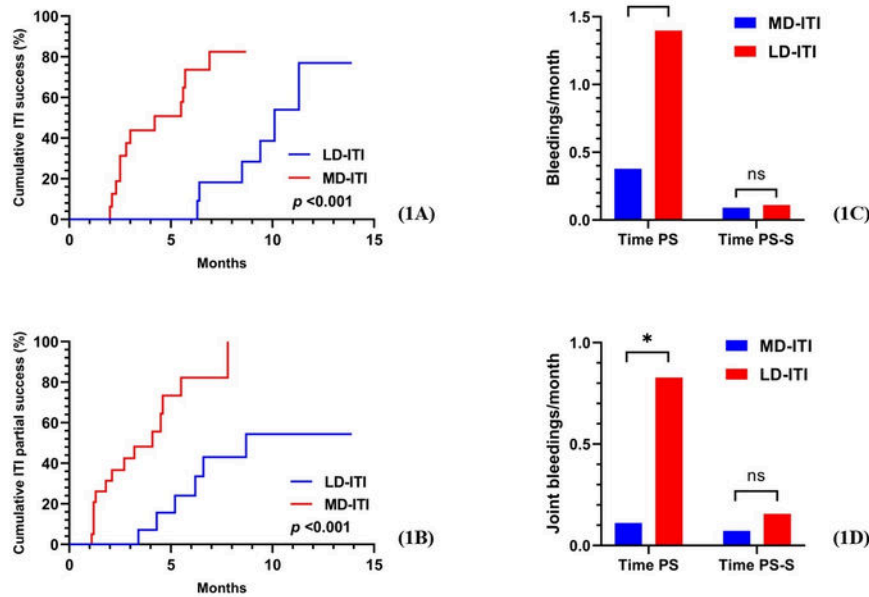 Cumulative ITI success (%)
100
80
60
40
20
0
0 5 10 15
Months
LD-ITI
MD-ITI
p <0.001
(1A)
Bleedings/month
1.5
1.0
0.5
0.0
MD-ITI
LD-ITI
ns
Time PS Time PS-S
(1C)
Cumulative ITI partial success (%)
100
80
60
40
20
0
0 5 10 15
Months
LD-ITI
MD-ITI
p <0.001
(1B)
Joint bleedings/month
1.0
0.5
0.0
*
MD-ITI
LD-ITI
ns
Time PS Time PS-S
(1D)